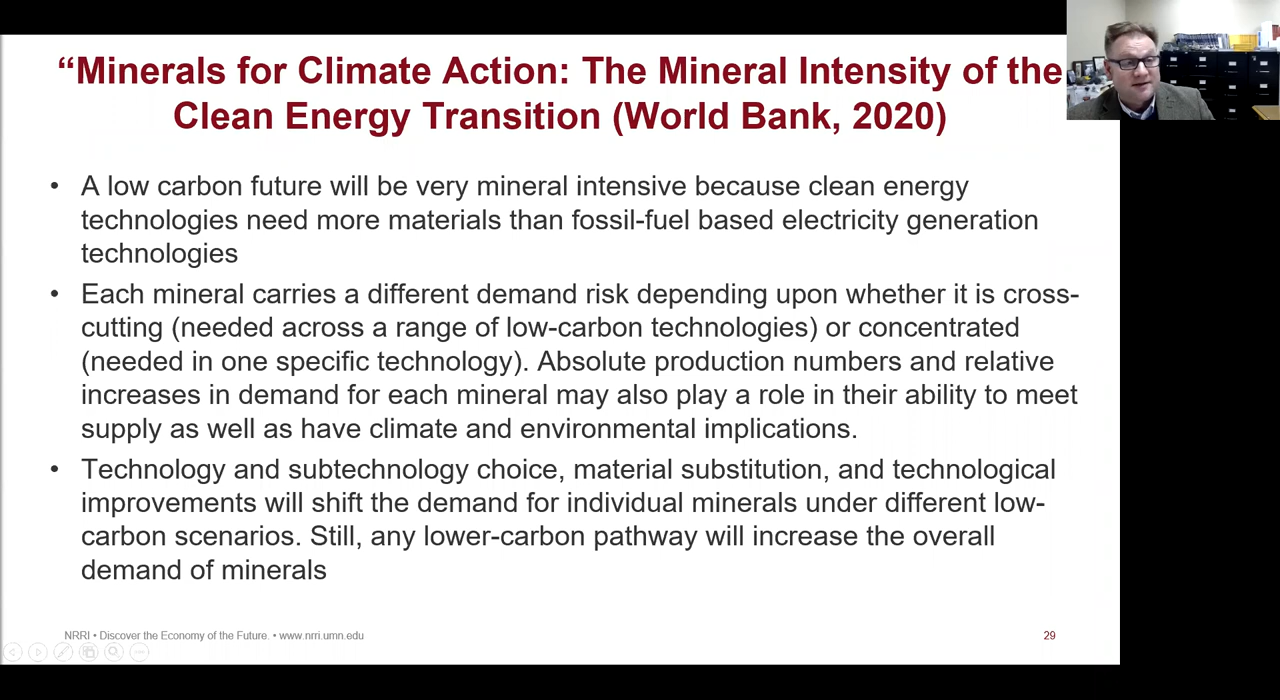 “Minerals for Climate Action: The Mineral Intensity of the
Clean Energy Transition (World Bank, 2020)
• A low carbon future will be very mineral intensive because clean energy
technologies need more materials than fossil-fuel based electricity generation
technologies
• Each mineral carries a different demand risk depending upon whether it is cross-
cutting (needed across a range of low-carbon technologies) or concentrated
(needed in one specific technology). Absolute production numbers and relative
increases in demand for each mineral may also play a role in their ability to meet
supply as well as have climate and environmental implications.
• Technology and subtechnology choice, material substitution, and technological
improvements will shift the demand for individual minerals under different low-
carbon scenarios. Still, any lower-carbon pathway will increase the overall
demand of minerals
NRRI • Discover the Economy of the Future. • www.nrri.umn.edu
29